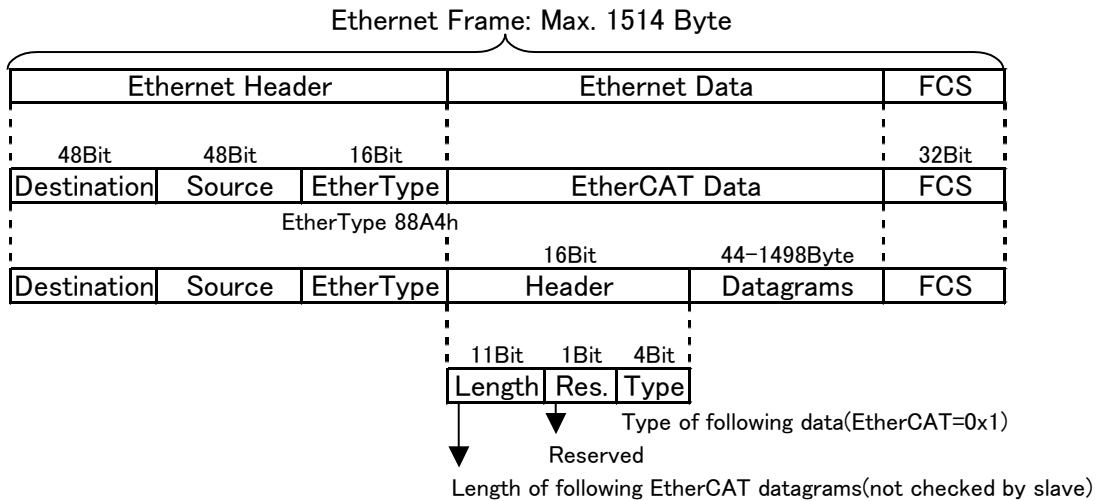 Ethernet Frame: Max. 1514 Byte
Ethernet Header Ethernet Data FCS
48Bit 48Bit 16Bit 32Bit
Destination Source EtherType EtherCAT Data FCS
EtherType 88A4h
16Bit 44-1498Byte
Destination Source EtherType Header Datagrams FCS
11Bit 1Bit 4Bit
Length Res. Type
Type of following data(EtherCAT=0x1)
Reserved
Length of following EtherCAT datagrams(not checked by slave)